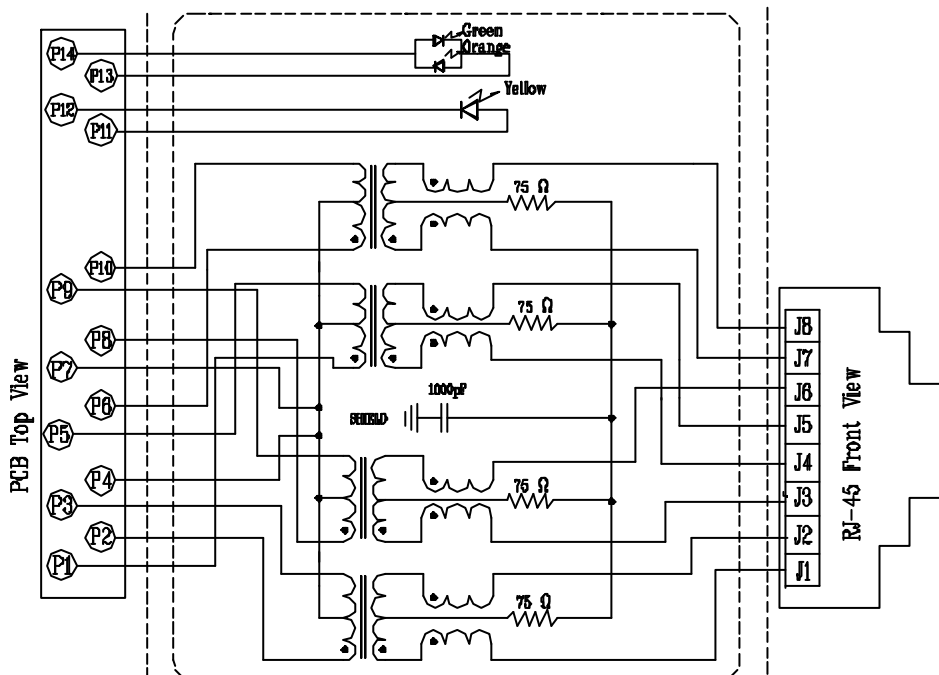 Green
Orange
P14
P13
P12
Yellow
P11
75 Ω
P10
P9
75 Ω
P8
P7
1000pF
P6
SHIELD
P5
P4
75 Ω
P3
P2
P1
75 Ω
PCB Top View
J8
J7
J6
J5
J4
J3
J2
J1
RJ-45 Front View